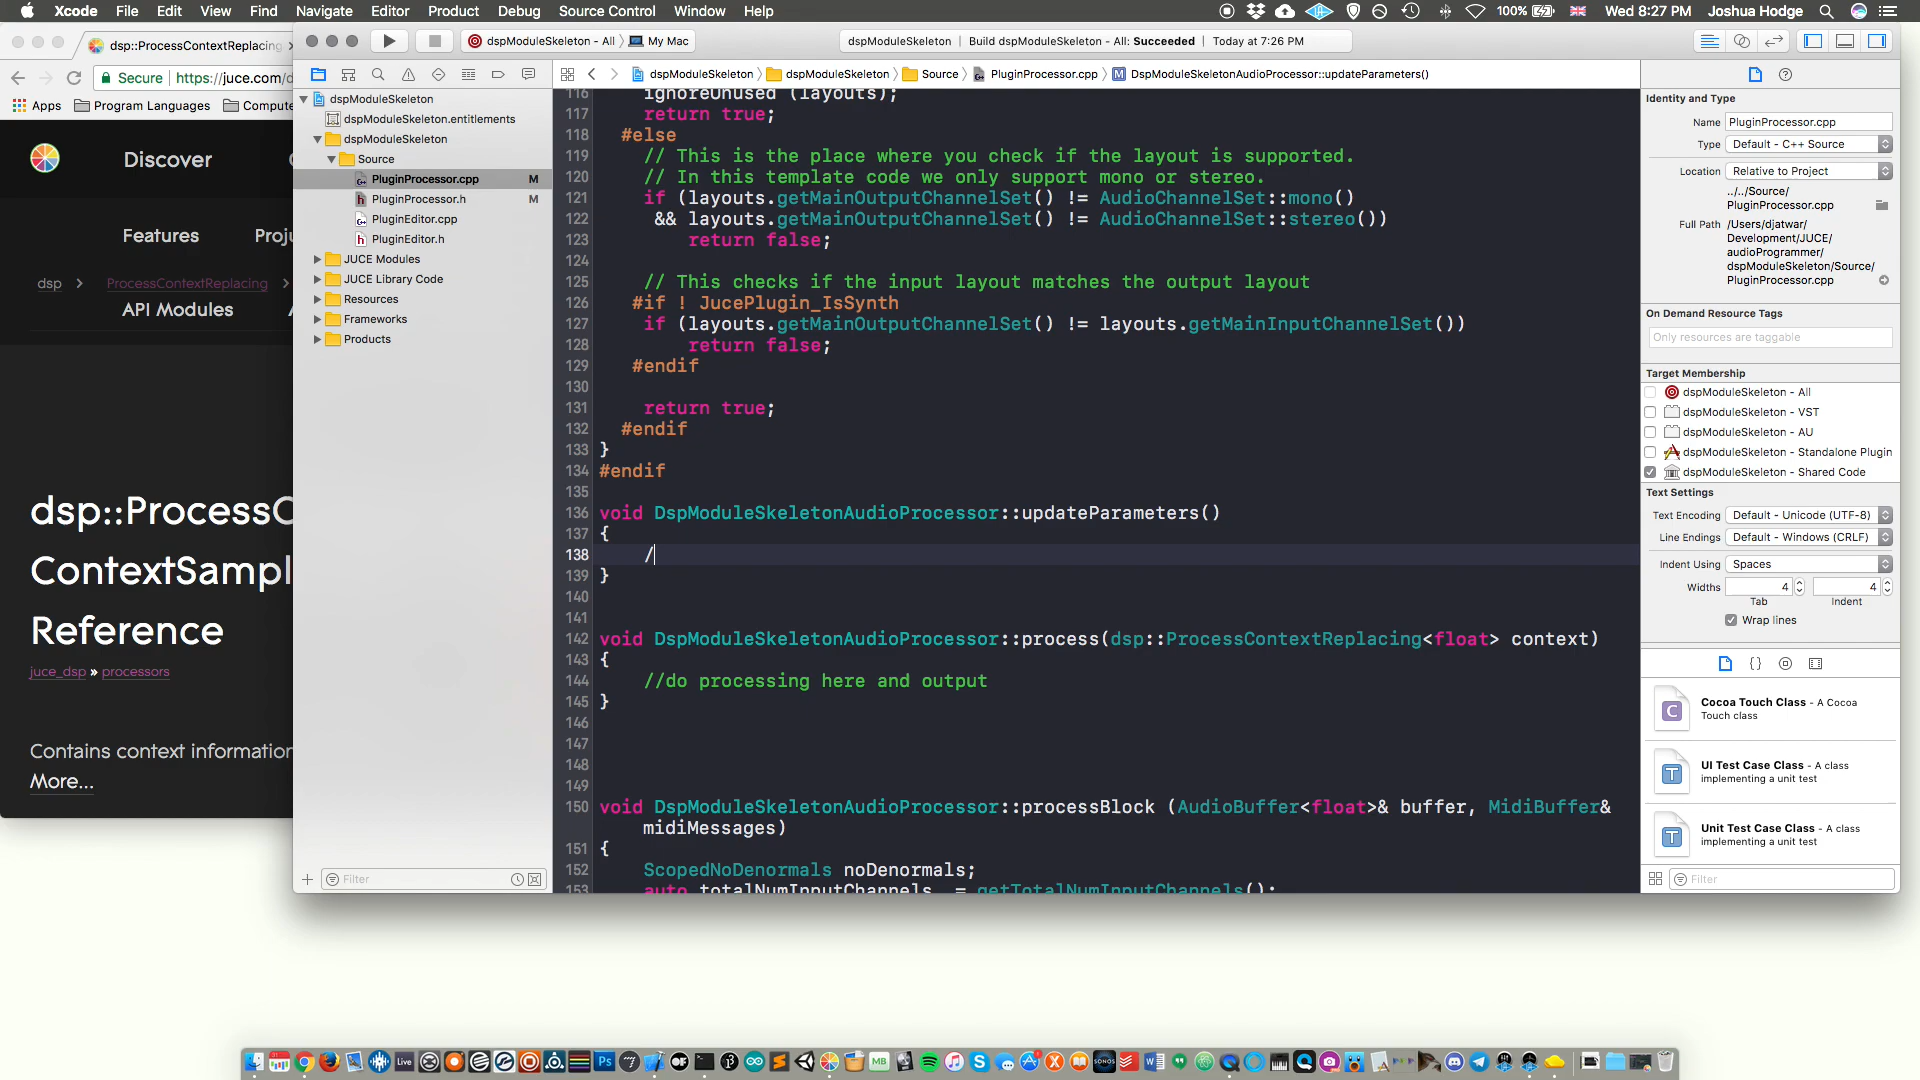 Xcode File Edit View Find Navigate Editor Product Debug Source Control Window Help
100% Wed 8:27 PM Joshua Hodge
dsp::ProcessContextReplacing
dspModuleSkeleton - All My Mac
dspModuleSkeleton | Build dspModuleSkeleton - All: Succeeded | Today at 7:26 PM
Secure https://juce.com/d
Apps Program Languages Compute
Discover
Features Proju
dsp ProcessContextReplacing
API Modules
dsp::ProcessC
ContextSampl
Reference
juce_dsp » processors
Contains context information
More...
dspModuleSkeleton
dspModuleSkeleton.entitlements
dspModuleSkeleton
Source
PluginProcessor.cpp M
PluginProcessor.h M
PluginEditor.cpp
PluginEditor.h
JUCE Modules
JUCE Library Code
Resources
Frameworks
Products
Filter
dspModuleSkeleton dspModuleSkeleton Source PluginProcessor.cpp DspModuleSkeletonAudioProcessor::updateParameters()
116 ignoreUnused (layouts);
117 return true;
118 #else
119 // This is the place where you check if the layout is supported.
120 // In this template code we only support mono or stereo.
121 if (layouts.getMainOutputChannelSet() != AudioChannelSet::mono()
122 && layouts.getMainOutputChannelSet() != AudioChannelSet::stereo())
123 return false;
124
125 // This checks if the input layout matches the output layout
126 #if ! JucePlugin_IsSynth
127 if (layouts.getMainOutputChannelSet() != layouts.getMainInputChannelSet())
128 return false;
129 #endif
130
131 return true;
132 #endif
133 }
134 #endif
135
136 void DspModuleSkeletonAudioProcessor::updateParameters()
137 {
138 /
139 }
140
141
142 void DspModuleSkeletonAudioProcessor::process(dsp::ProcessContextReplacing<float> context)
143 {
144 //do processing here and output
145 }
146
147
148
149
150 void DspModuleSkeletonAudioProcessor::processBlock (AudioBuffer<float>& buffer, MidiBuffer&
midiMessages)
151 {
152 ScopedNoDenormals noDenormals;
153 auto totalNumInputChannels = getTotalNumInputChannels();
Identity and Type
Name PluginProcessor.cpp
Type Default - C++ Source
Location Relative to Project
../../Source/
PluginProcessor.cpp
Full Path /Users/djatwar/
Development/JUCE/
audioProgrammer/
dspModuleSkeleton/Source/
PluginProcessor.cpp
On Demand Resource Tags
Only resources are taggable
Target Membership
dspModuleSkeleton - All
dspModuleSkeleton - VST
dspModuleSkeleton - AU
dspModuleSkeleton - Standalone Plugin
dspModuleSkeleton - Shared Code
Text Settings
Text Encoding Default - Unicode (UTF-8)
Line Endings Default - Windows (CRLF)
Indent Using Spaces
Widths 4 4
Tab Indent
Wrap lines
{}
C
Cocoa Touch Class - A Cocoa
Touch class
T
UI Test Case Class - A class
implementing a unit test
T
Unit Test Case Class - A class
implementing a unit test
Filter
Live Ps MB SONOS